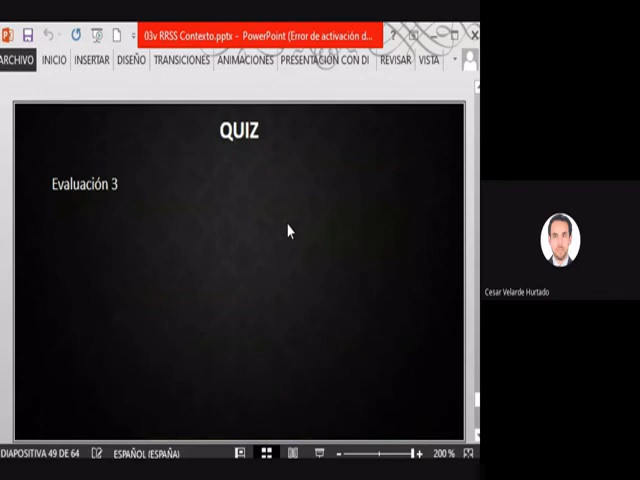 03v RRSS Contexto.pptx - PowerPoint (Error de activación d...
ARCHIVO INICIO INSERTAR DISEÑO TRANSICIONES ANIMACIONES PRESENTACIÓN CON DI REVISAR VISTA
QUIZ
Evaluación 3
Cesar Velarde Hurtado
DIAPOSITIVA 49 DE 64 ESPAÑOL (ESPAÑA) 200 %